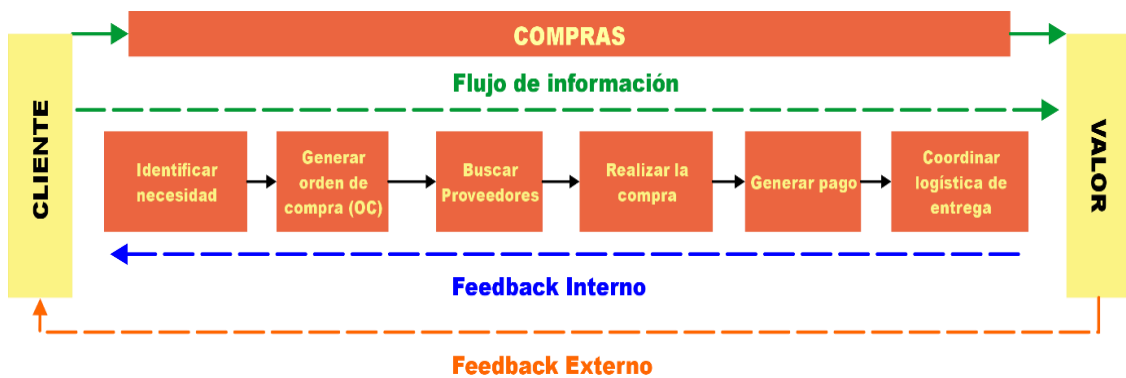 COMPRAS
Flujo de información
CLIENTE
Identificar
necesidad
Generar
orden de
compra (OC)
Buscar
Proveedores
Realizar la
compra
Generar pago
Coordinar
logística de
entrega
VALOR
Feedback Interno
Feedback Externo